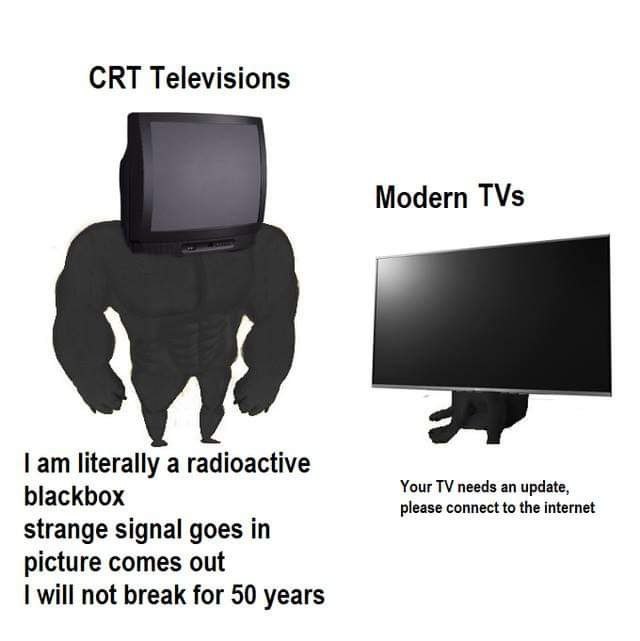 CRT Televisions
Modern TVs
I am literally a radioactive
blackbox
strange signal goes in
picture comes out
I will not break for 50 years
Your TV needs an update,
please connect to the internet